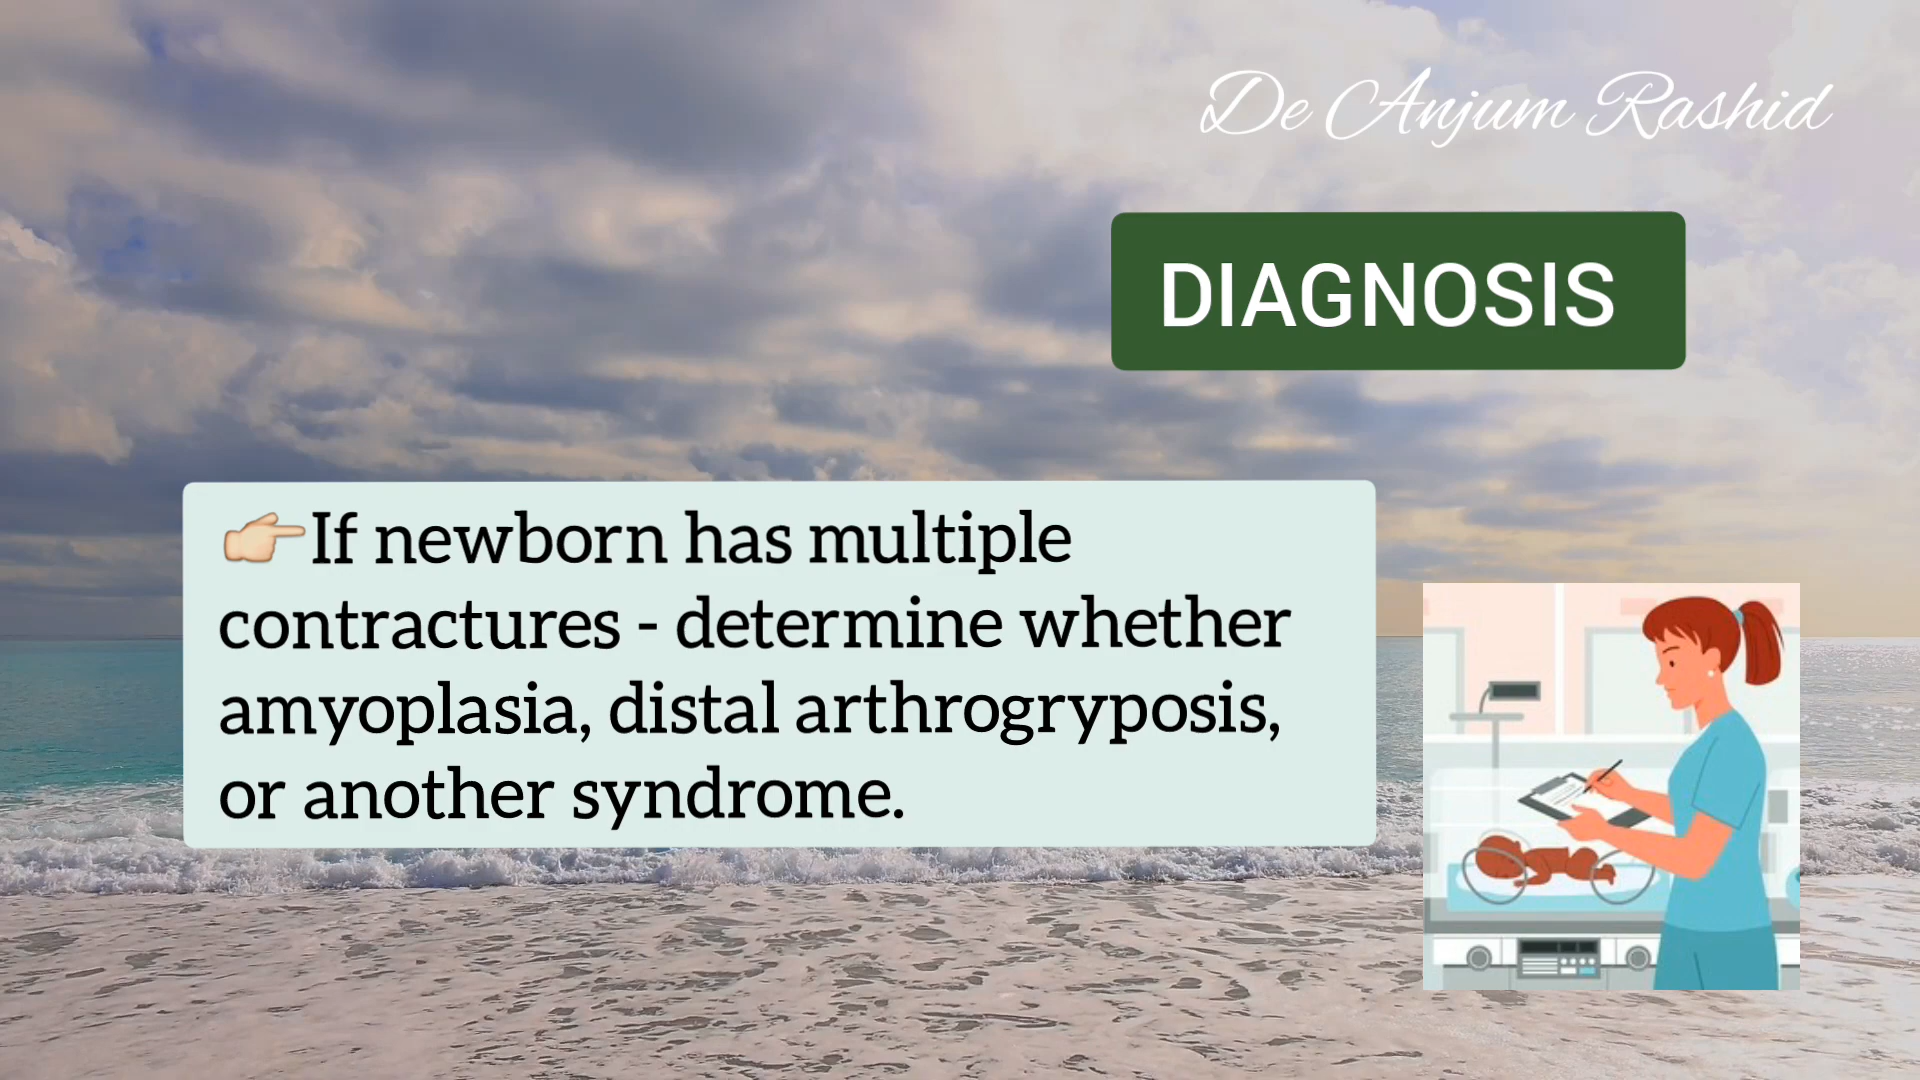 De Anjum Rashid
DIAGNOSIS
👉If newborn has multiple
contractures - determine whether
amyoplasia, distal arthrogryposis,
or another syndrome.